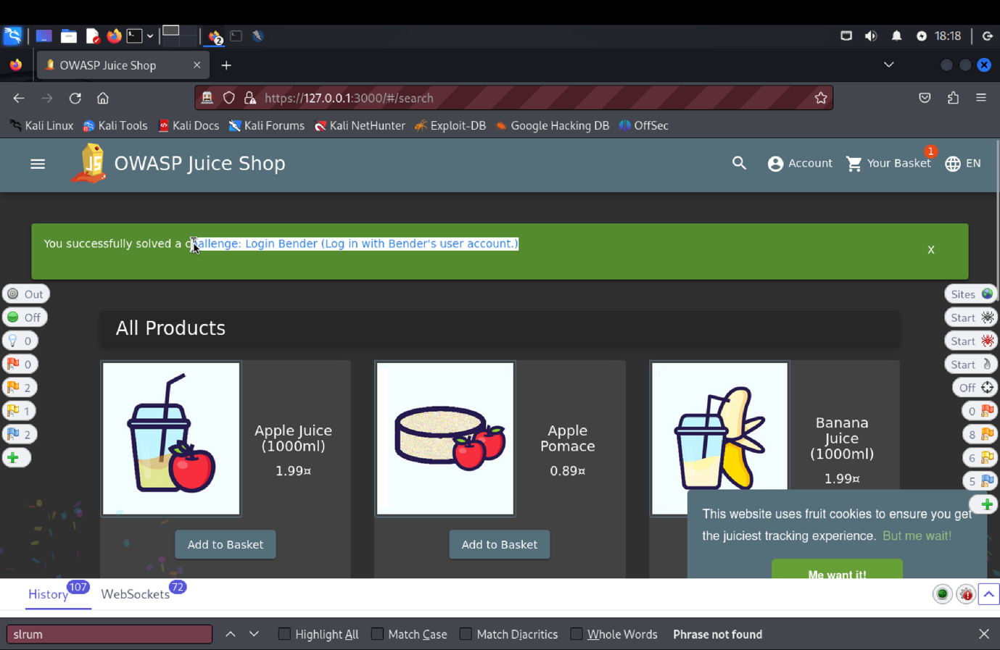 18:18
2
OWASP Juice Shop
https://127.0.0.1:3000/#/search
Kali Linux Kali Tools Kali Docs Kali Forums Kali NetHunter Exploit-DB Google Hacking DB OffSec
JS OWASP Juice Shop Account Your Basket 1 EN
You successfully solved a challenge: Login Bender (Log in with Bender's user account.) X
Out
Off
0
0
2
1
2
Sites
Start
Start
Start
Off
0
8
6
5
All Products
Apple Juice
(1000ml)
1.99¤
Add to Basket
Apple
Pomace
0.89¤
Add to Basket
Banana
Juice
(1000ml)
1.99¤
This website uses fruit cookies to ensure you get
the juiciest tracking experience. But me wait!
Me want it!
History 107 WebSockets 72
slrum Highlight All Match Case Match Diacritics Whole Words Phrase not found